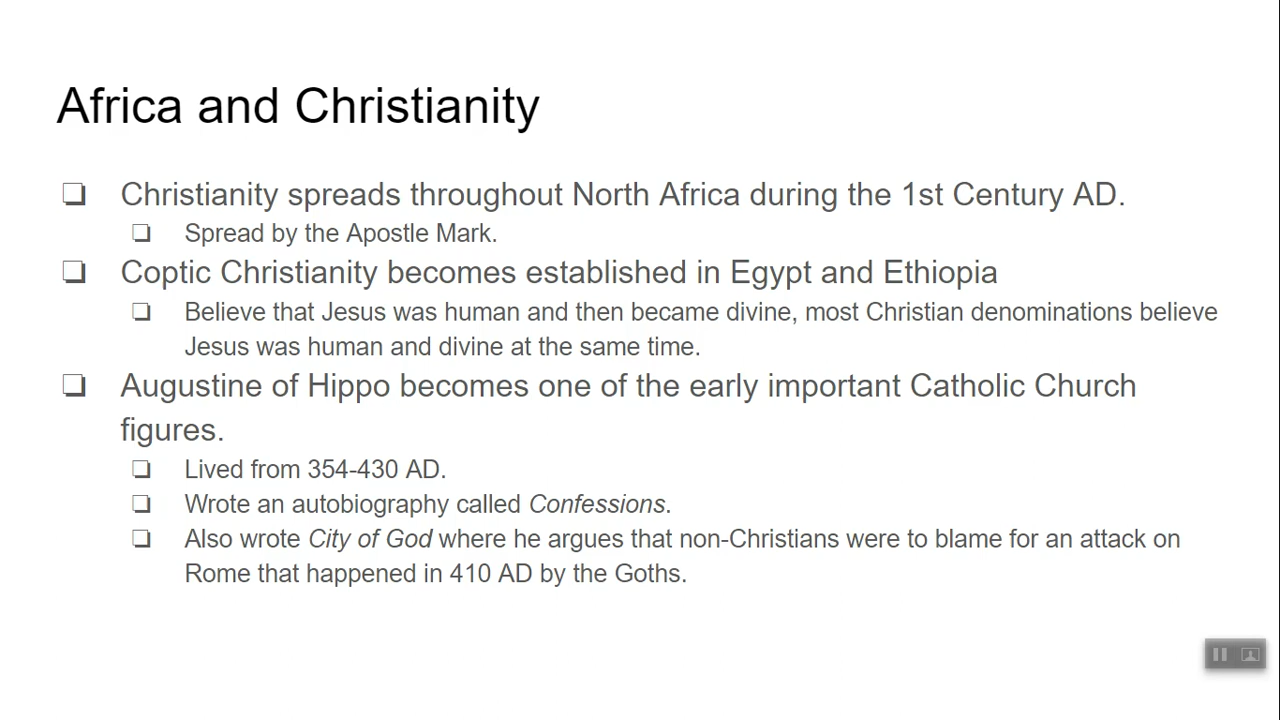 Africa and Christianity
❏ Christianity spreads throughout North Africa during the 1st Century AD.
❏ Spread by the Apostle Mark.
❏ Coptic Christianity becomes established in Egypt and Ethiopia
❏ Believe that Jesus was human and then became divine, most Christian denominations believe
Jesus was human and divine at the same time.
❏ Augustine of Hippo becomes one of the early important Catholic Church
figures.
❏ Lived from 354-430 AD.
❏ Wrote an autobiography called Confessions.
❏ Also wrote City of God where he argues that non-Christians were to blame for an attack on
Rome that happened in 410 AD by the Goths.